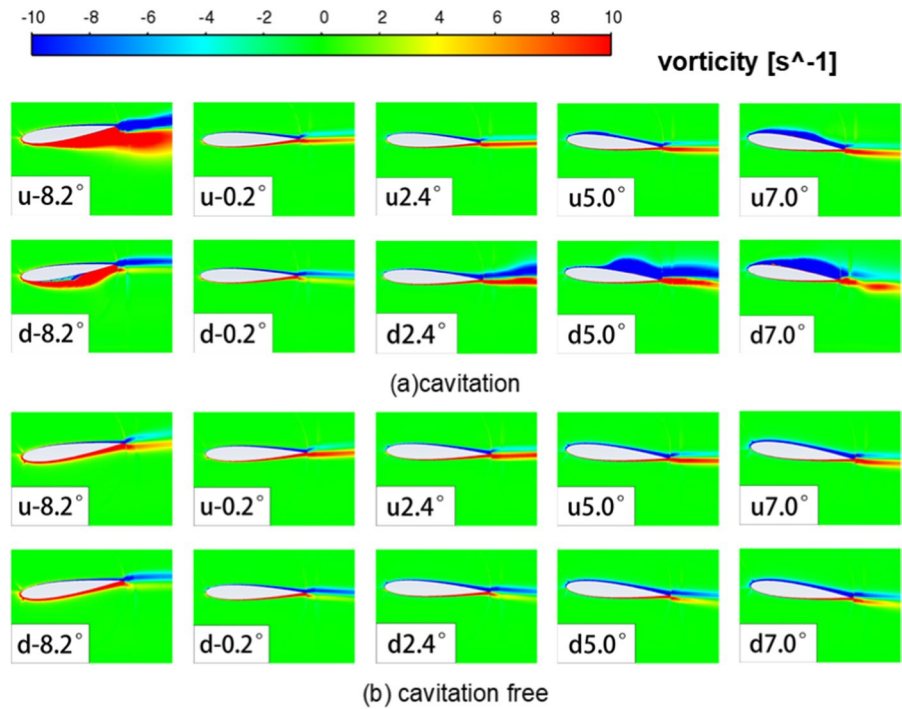 -10 -8 -6 -4 -2 0 2 4 6 8 10
vorticity [s^-1]
u-8.2° u-0.2° u2.4° u5.0° u7.0°
d-8.2° d-0.2° d2.4° d5.0° d7.0°
(a)cavitation
u-8.2° u-0.2° u2.4° u5.0° u7.0°
d-8.2° d-0.2° d2.4° d5.0° d7.0°
(b) cavitation free